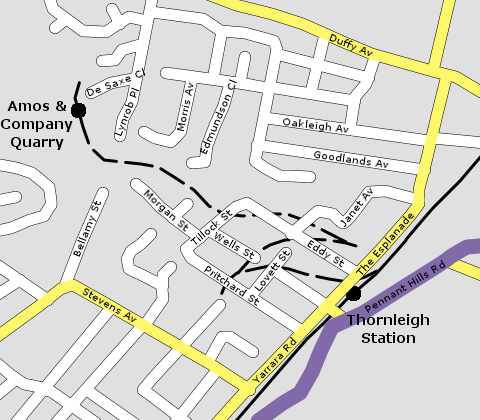 Duffy Av
De Saxe Cl
Amos &
Company
Quarry
Lynrob Pl
Morris Av
Edmundson Cl
Oakleigh Av
Goodlands Av
Janet Av
Morgan St
Bellamy St
Tillock St
Wells St
Eddy St
The Esplanade
Lovett St
Pritchard St
Pennant Hills Rd
Stevens Av
Thornleigh
Station
Yarrara Rd